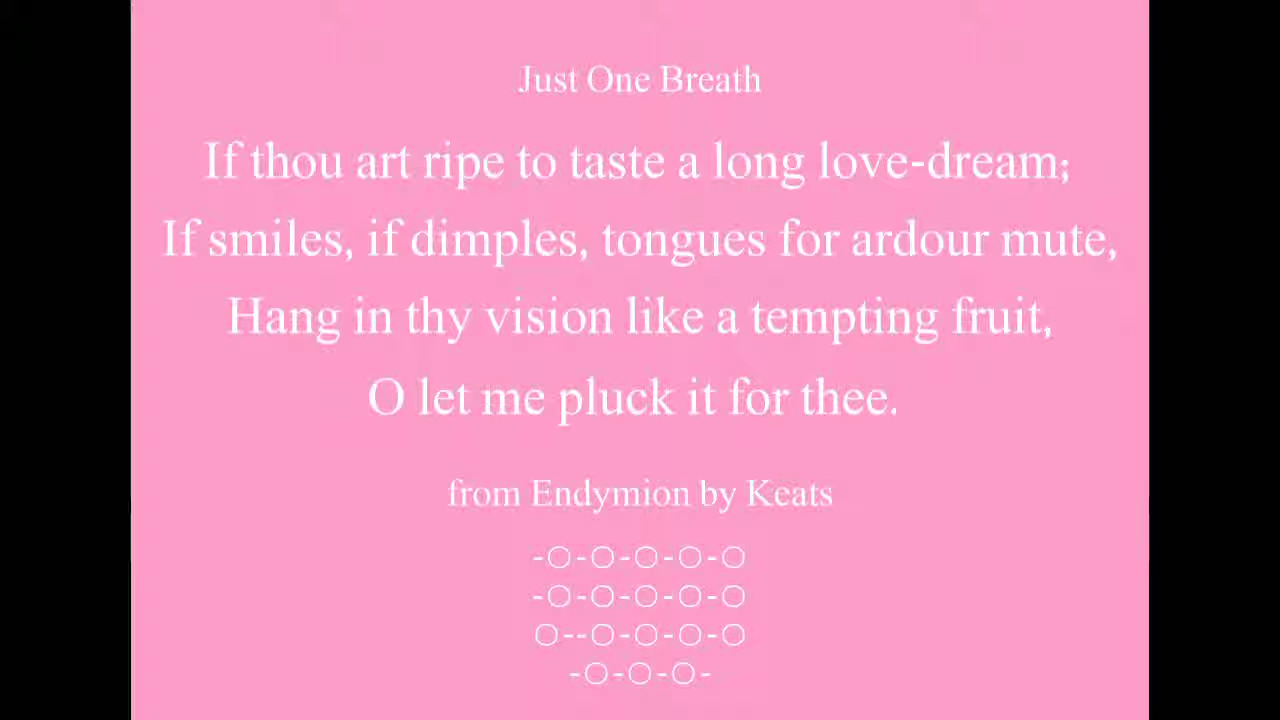 Just One Breath
If thou art ripe to taste a long love-dream;
If smiles, if dimples, tongues for ardour mute,
Hang in thy vision like a tempting fruit,
O let me pluck it for thee.
from Endymion by Keats
-O-O-O-O-O
-O-O-O-O-O
O--O-O-O-O
-O-O-O-